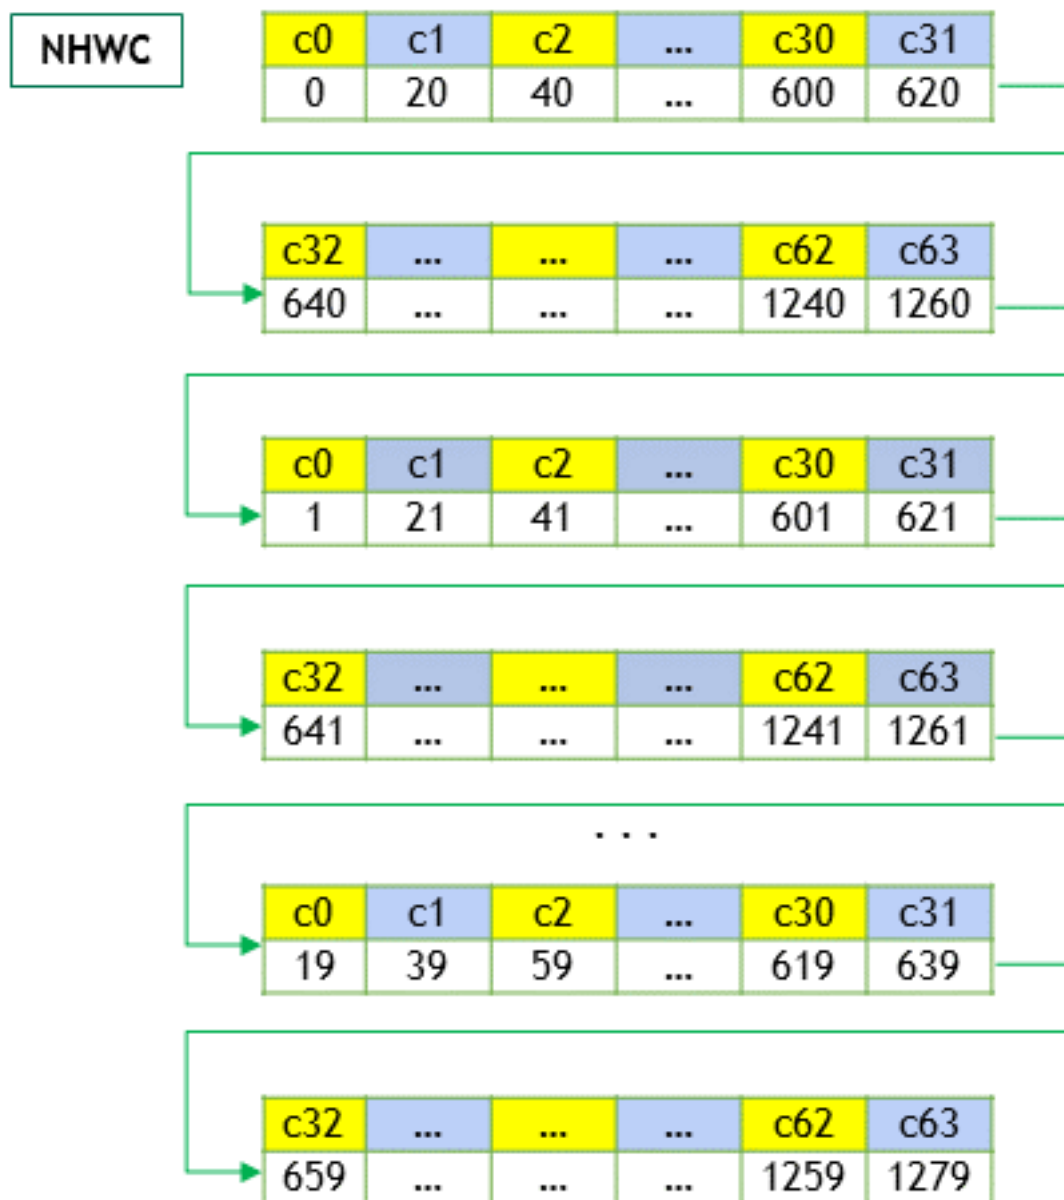 NHWC
c0 c1 c2 ... c30 c31
0 20 40 ... 600 620
c32 ... ... ... c62 c63
640 ... ... ... 1240 1260
c0 c1 c2 ... c30 c31
1 21 41 ... 601 621
c32 ... ... ... c62 c63
641 ... ... ... 1241 1261
. . .
c0 c1 c2 ... c30 c31
19 39 59 ... 619 639
c32 ... ... ... c62 c63
659 ... ... ... 1259 1279